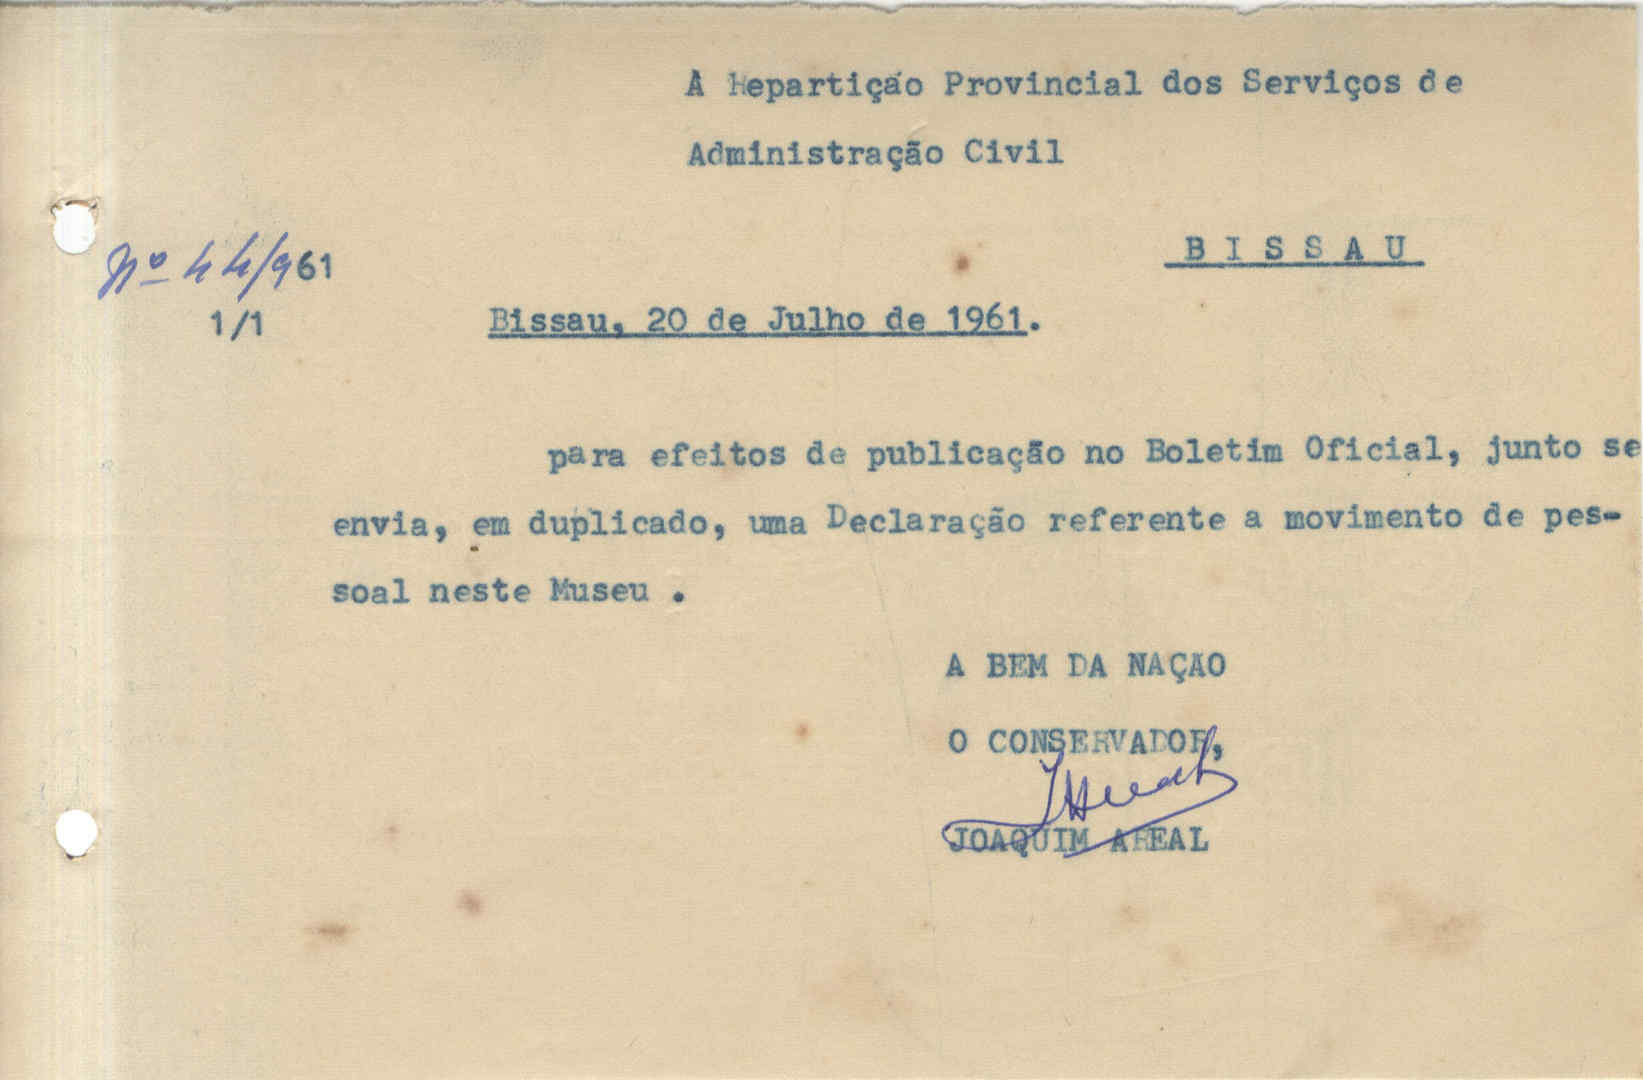 A Repartição Provincial dos Serviços de
Administração Civil
B I S S A U
Nº 44/961
1/1
Bissau, 20 de Julho de 1961.
para efeitos de publicação no Boletim Oficial, junto se
envia, em duplicado, uma Declaração referente a movimento de pes-
soal neste Museu .
A BEM DA NAÇÃO
O CONSERVADOR,
JOAQUIM AREAL